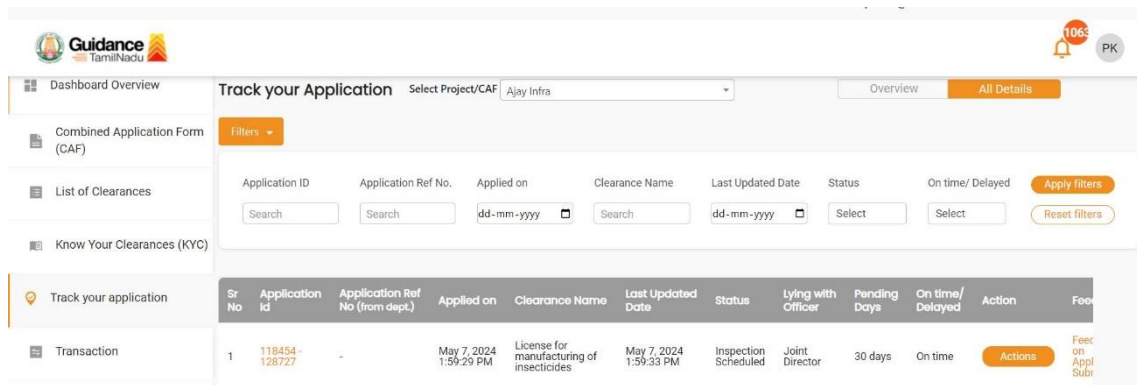 Guidance
TamilNadu
1063
PK
Dashboard Overview
Track your Application
Select Project/CAF
Ajay Infra
Overview
All Details
Combined Application Form
(CAF)
Filters
List of Clearances
Application ID Application Ref No. Applied on Clearance Name Last Updated Date Status On time/ Delayed
Apply filters
Search Search dd-mm-yyyy Search dd-mm-yyyy Select Select
Reset filters
Know Your Clearances (KYC)
Track your application
Sr No
Application Id
Application Ref No (from dept.)
Applied on
Clearance Name
Last Updated Date
Status
Lying with Officer
Pending Days
On time/ Delayed
Action
Transaction
1
118454 -
128727
-
May 7, 2024
1:59:29 PM
License for
manufacturing of
insecticides
May 7, 2024
1:59:33 PM
Inspection
Scheduled
Joint
Director
30 days
On time
Actions
on